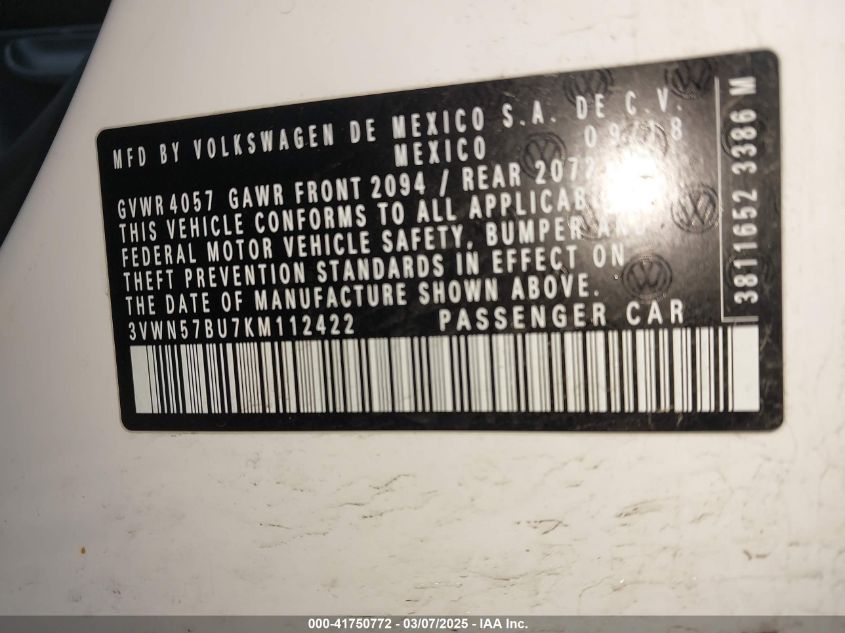 MFD BY VOLKSWAGEN DE MEXICO S.A. DE C.V.
MEXICO
GVWR 4057 GAWR FRONT 2094 / REAR 2072
THIS VEHICLE CONFORMS TO ALL
FEDERAL MOTOR VEHICLE SAFETY, BUMPER AND
THEFT PREVENTION STANDARDS IN EFFECT ON
THE DATE OF MANUFACTURE SHOWN ABOVE.
3VWN57BU7KM112422 PASSENGER CAR
3811652 3386 M
000-41750772 - 03/07/2025 - IAA Inc.